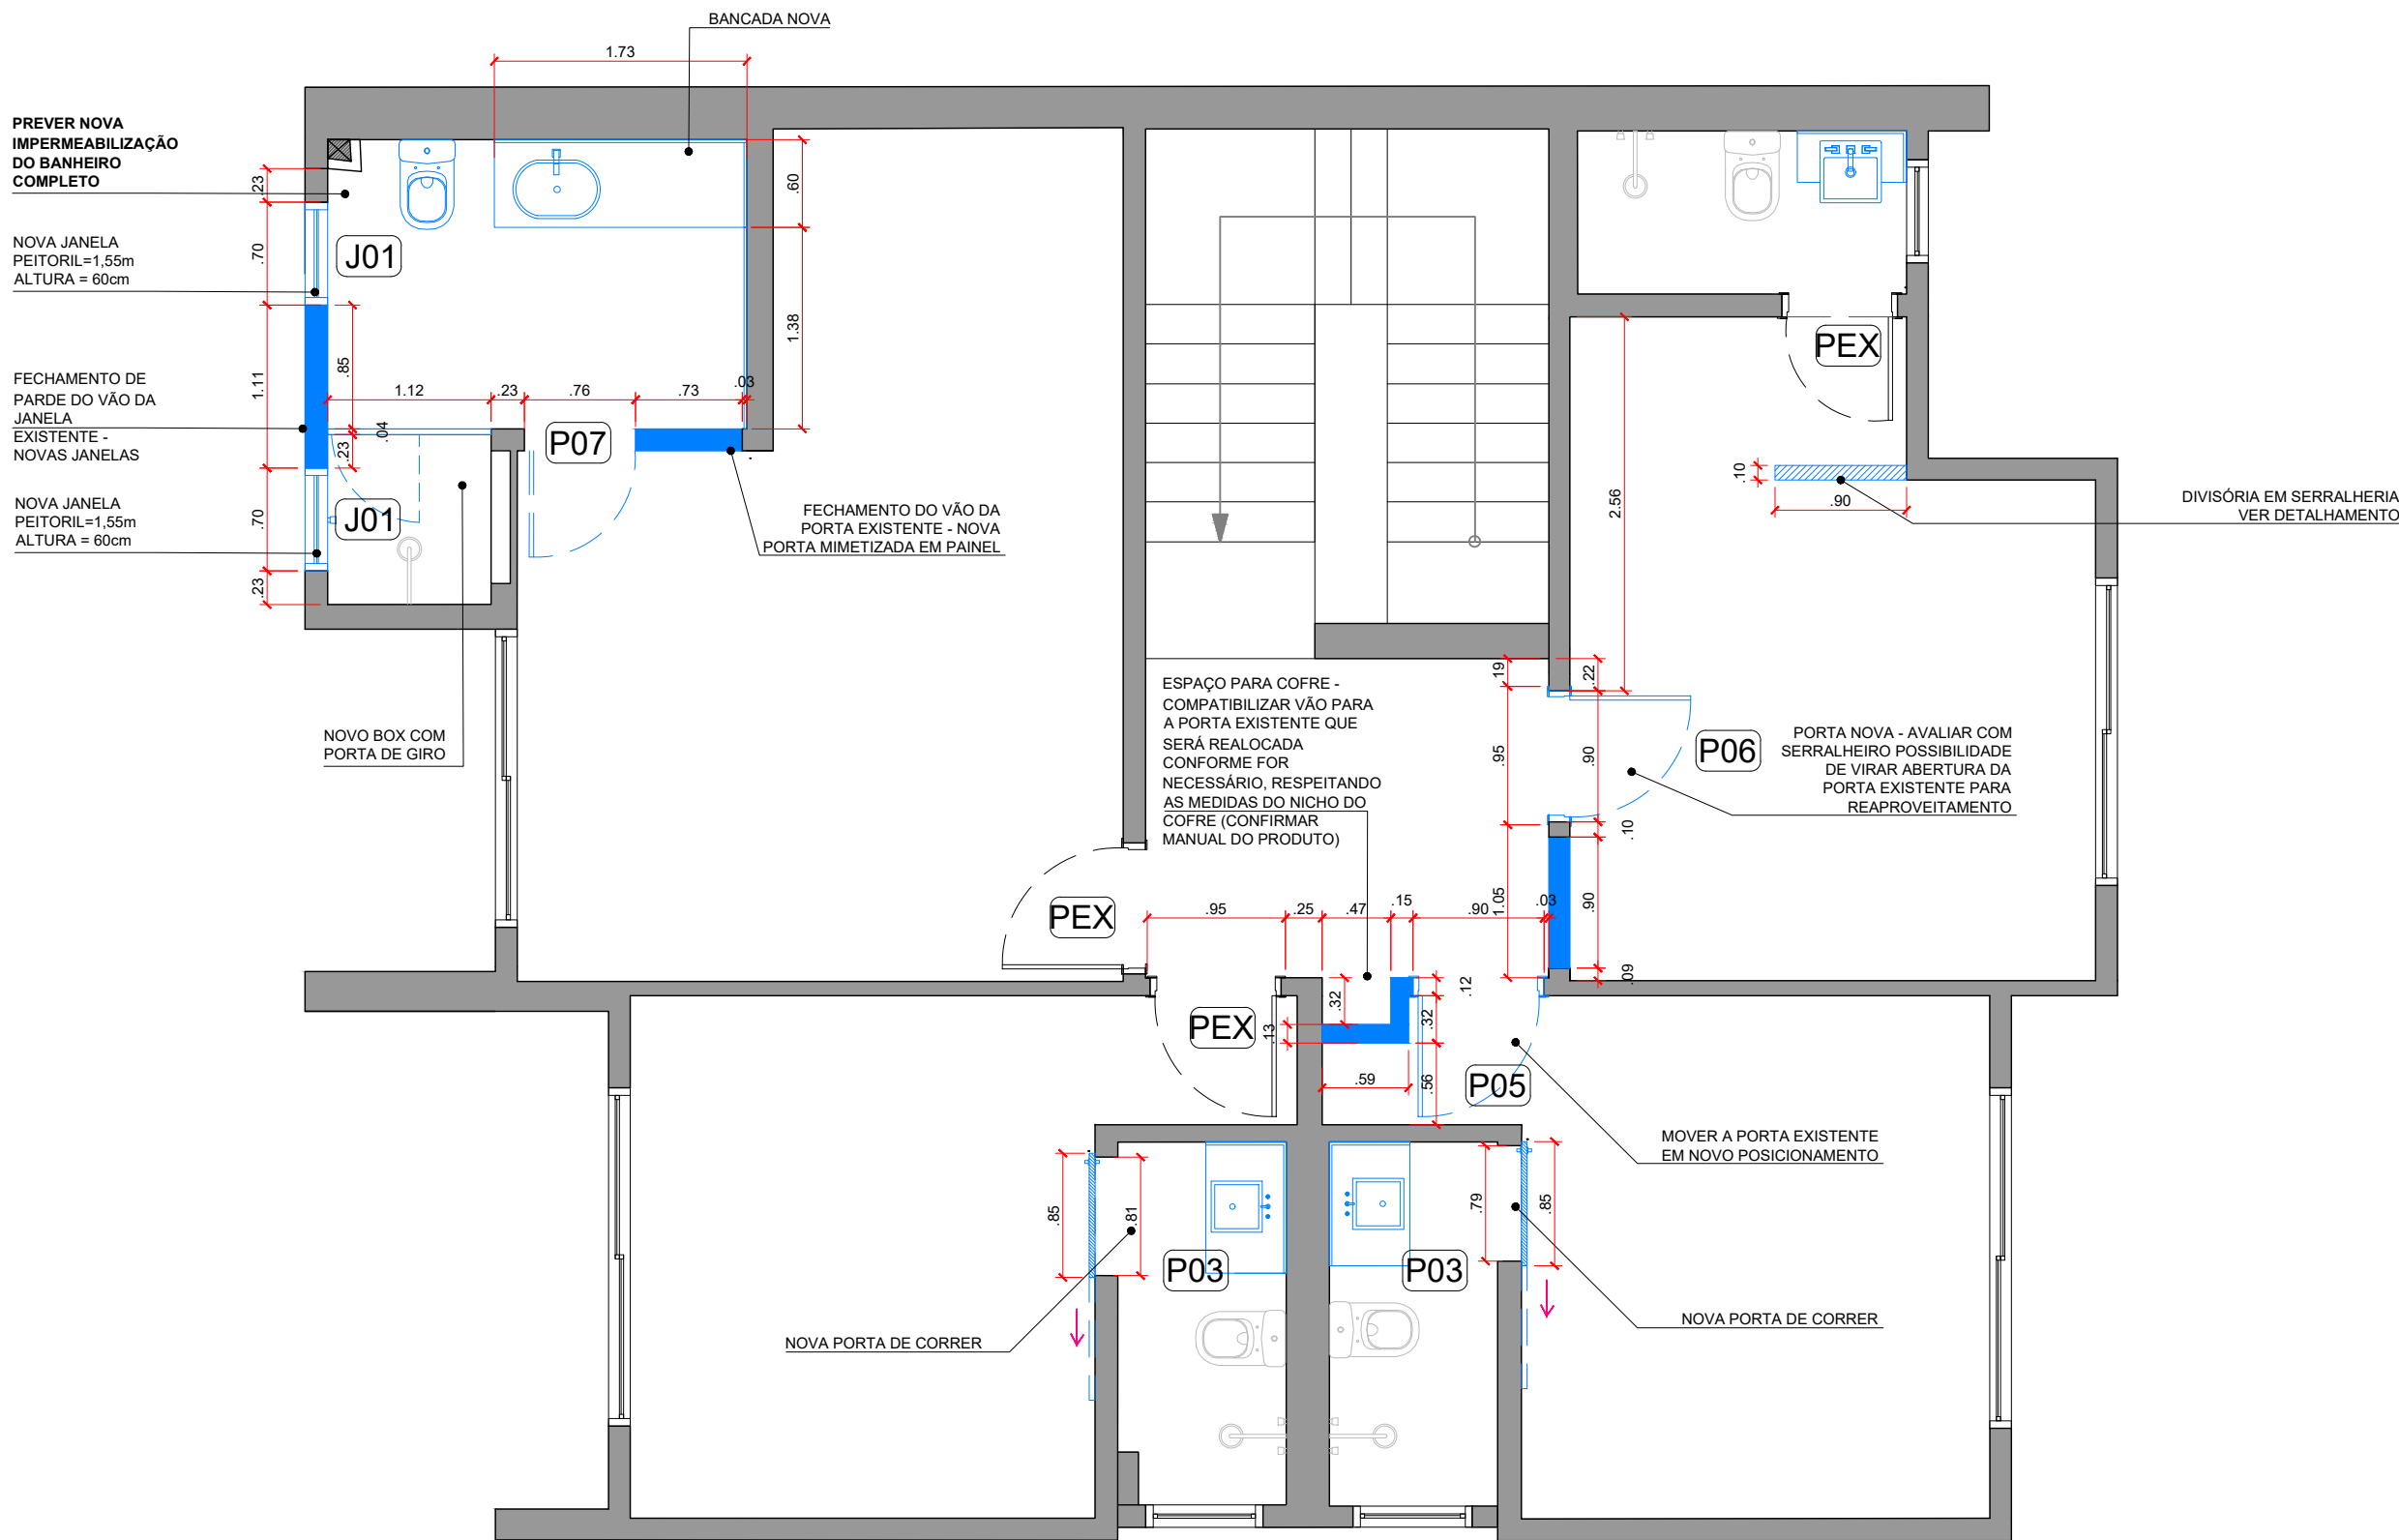 BANCADA NOVA
1.73
PREVER NOVA
IMPERMEABILIZAÇÃO
DO BANHEIRO
COMPLETO
.23
.60
NOVA JANELA
PEITORIL=1,55m
ALTURA = 60cm
.70
J01
1.38
PEX
FECHAMENTO DE
PARDE DO VÃO DA
JANELA
EXISTENTE -
NOVAS JANELAS
1.11
.85
1.12
.23
.76
.73
.03
.04
.23
P07
2.56
.10
.90
DIVISÓRIA EM SERRALHERIA
VER DETALHAMENTO
NOVA JANELA
PEITORIL=1,55m
ALTURA = 60cm
.70
J01
FECHAMENTO DO VÃO DA
PORTA EXISTENTE - NOVA
PORTA MIMETIZADA EM PAINEL
.23
NOVO BOX COM
PORTA DE GIRO
ESPAÇO PARA COFRE -
COMPATIBILIZAR VÃO PARA
A PORTA EXISTENTE QUE
SERÁ REALOCADA
CONFORME FOR
NECESSÁRIO, RESPEITANDO
AS MEDIDAS DO NICHO DO
COFRE (CONFIRMAR
MANUAL DO PRODUTO)
19
.22
.95
.90
P06
PORTA NOVA - AVALIAR COM
SERRALHEIRO POSSIBILIDADE
DE VIRAR ABERTURA DA
PORTA EXISTENTE PARA
REAPROVEITAMENTO
.10
PEX
.95
.25
.47
.15
.90
1.05
.03
.90
.09
PEX
.32
.13
.12
.32
.59
.56
P05
MOVER A PORTA EXISTENTE
EM NOVO POSICIONAMENTO
.85
.81
.79
.85
P03
P03
NOVA PORTA DE CORRER
NOVA PORTA DE CORRER